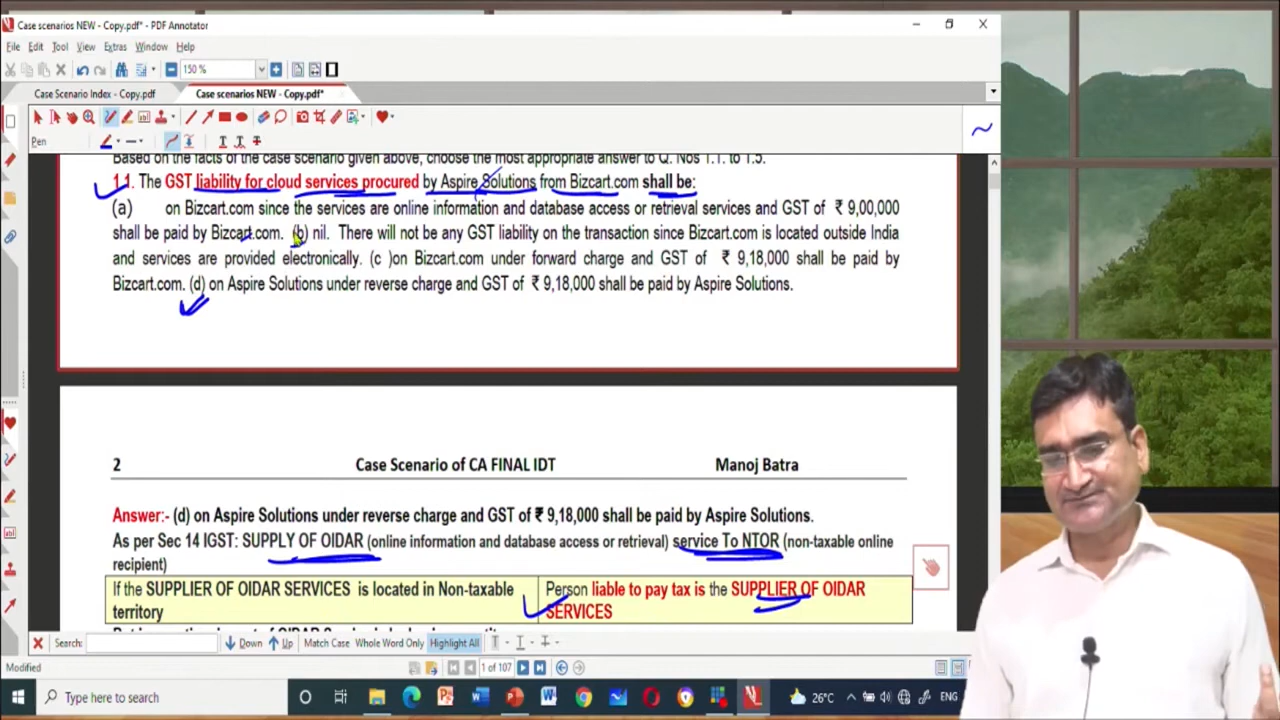 Case scenarios NEW - Copy.pdf* - PDF Annotator
File Edit Tool View Extras Window Help
150 %
Case Scenario Index - Copy.pdf Case scenarios NEW - Copy.pdf*
Pen
Based on the facts of the case scenario given above, choose the most appropriate answer to Q. Nos 1.1. to 1.5.
1.1. The GST liability for cloud services procured by Aspire Solutions from Bizcart.com shall be:
(a) on Bizcart.com since the services are online information and database access or retrieval services and GST of ₹ 9,00,000
shall be paid by Bizcart.com. (b) nil. There will not be any GST liability on the transaction since Bizcart.com is located outside India
and services are provided electronically. (c )on Bizcart.com under forward charge and GST of ₹ 9,18,000 shall be paid by
Bizcart.com. (d) on Aspire Solutions under reverse charge and GST of ₹ 9,18,000 shall be paid by Aspire Solutions.
2 Case Scenario of CA FINAL IDT Manoj Batra
Answer:- (d) on Aspire Solutions under reverse charge and GST of ₹ 9,18,000 shall be paid by Aspire Solutions.
As per Sec 14 IGST: SUPPLY OF OIDAR (online information and database access or retrieval) service To NTOR (non-taxable online
recipient)
If the SUPPLIER OF OIDAR SERVICES is located in Non-taxable Person liable to pay tax is the SUPPLIER OF OIDAR
territory SERVICES
Search: Down Up Match Case Whole Word Only Highlight All
Modified 1 of 107
Type here to search 26°C ENG